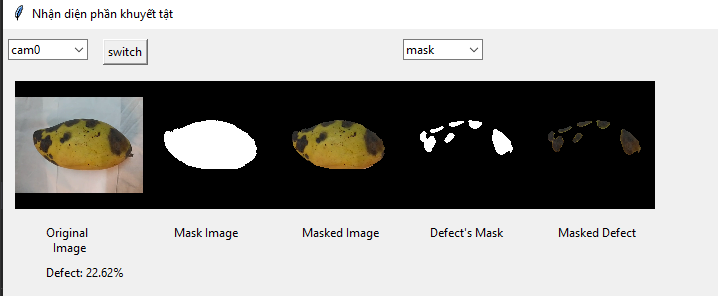 Nhận diện phần khuyết tật
cam0
switch
mask
Original
Image
Mask Image
Masked Image
Defect's Mask
Masked Defect
Defect: 22.62%